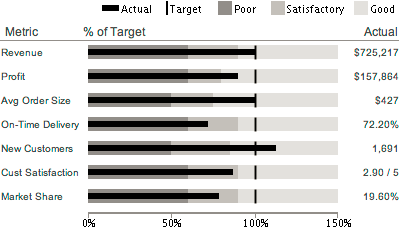 Actual Target Poor Satisfactory Good
Metric % of Target Actual
Revenue $725,217
Profit $157,864
Avg Order Size $427
On-Time Delivery 72.20%
New Customers 1,691
Cust Satisfaction 2.90 / 5
Market Share 19.60%
0% 50% 100% 150%